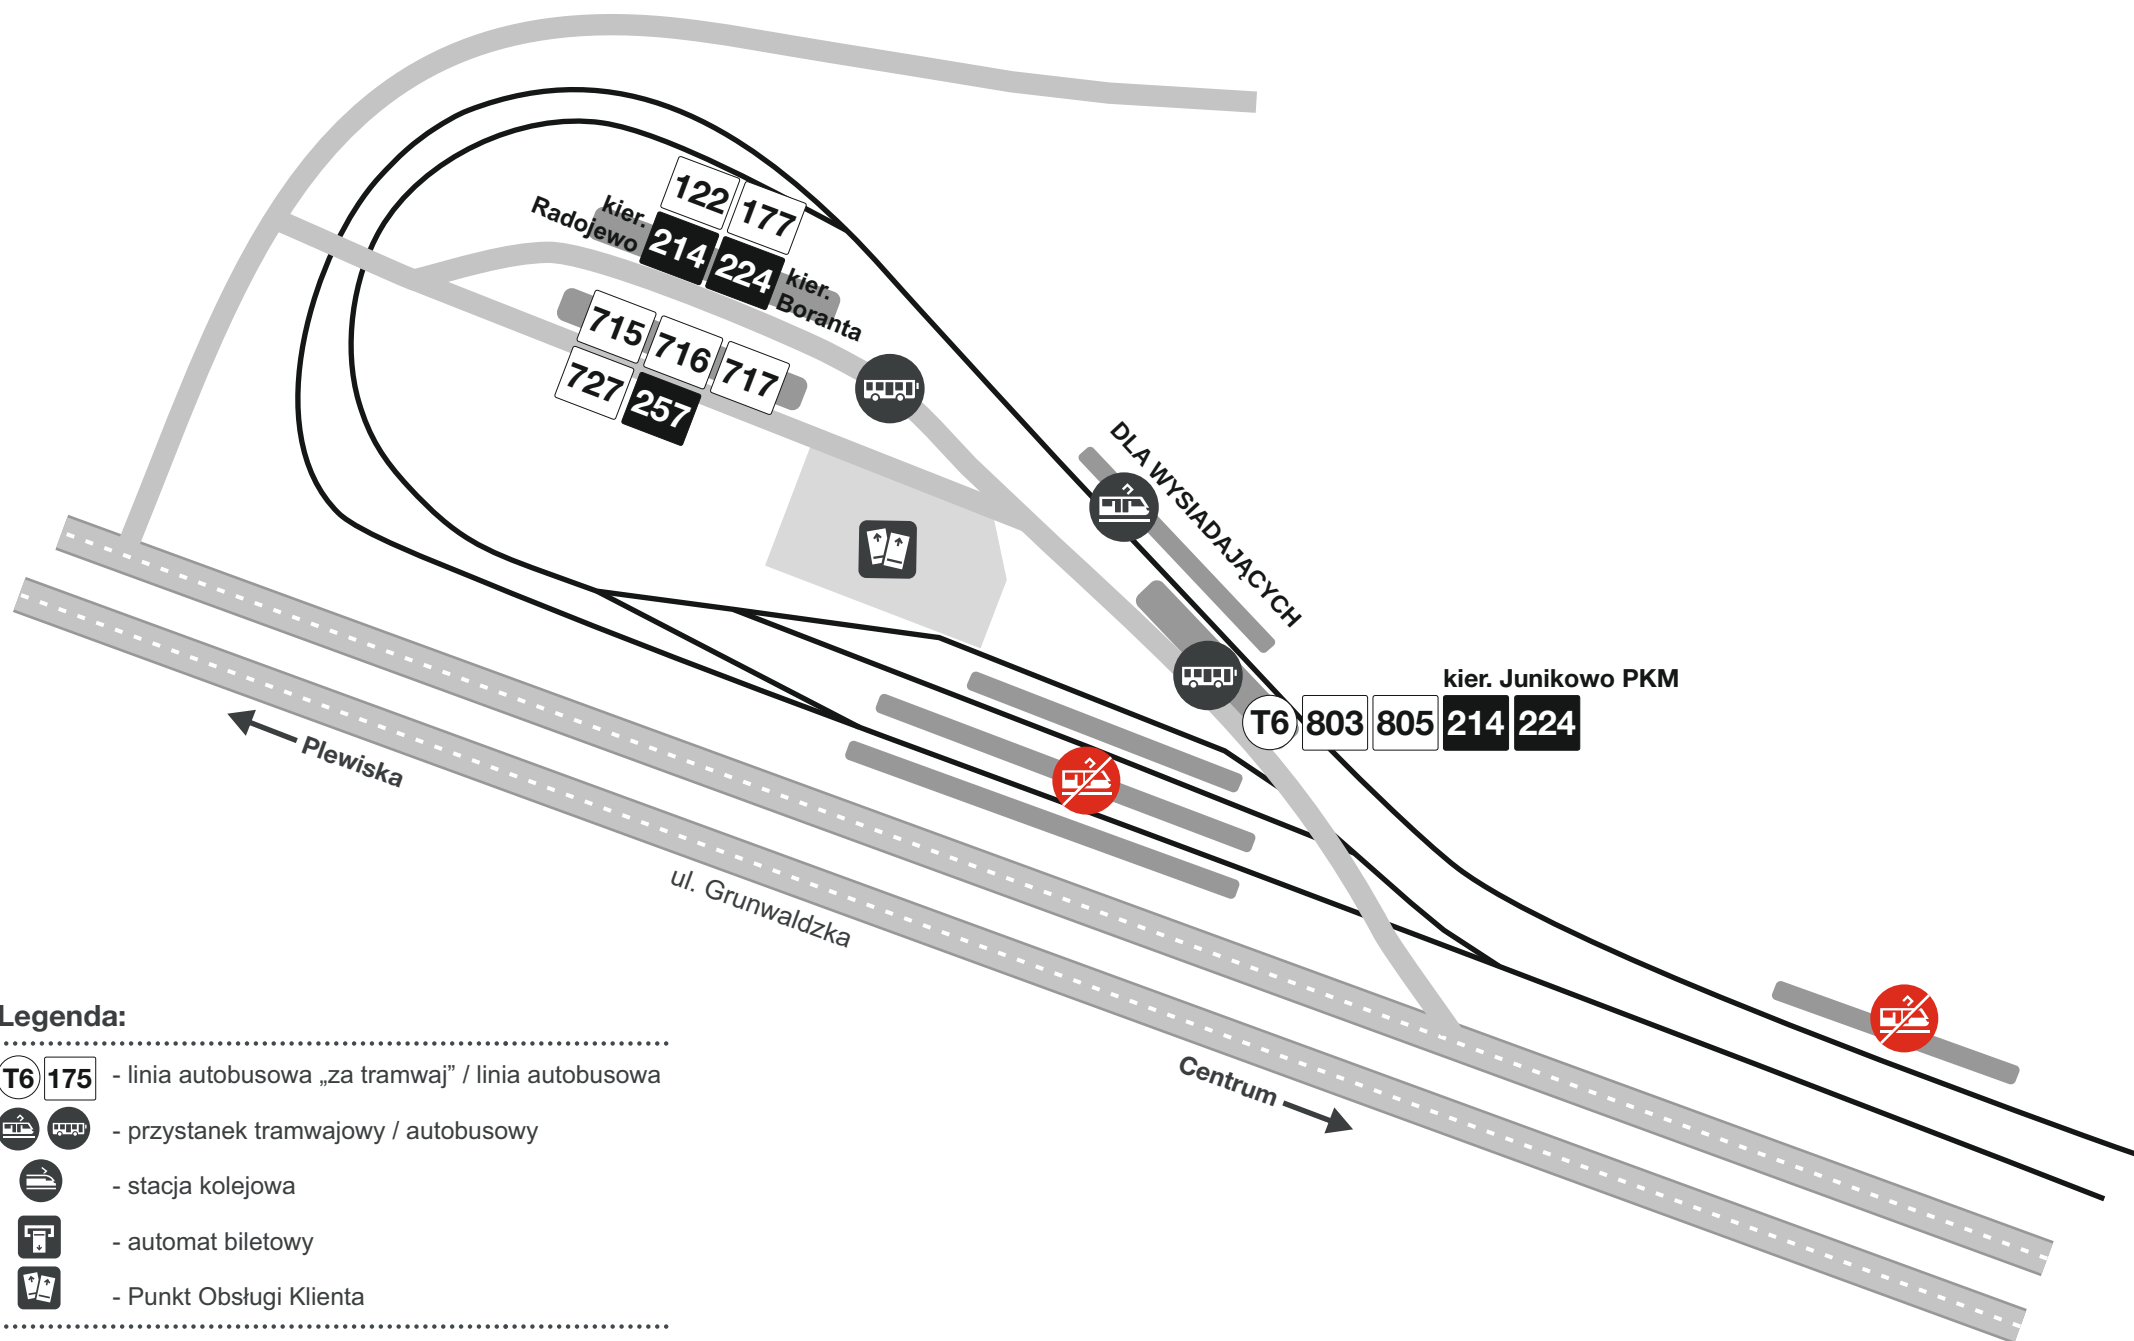 122 177
kier.
Radojewo
214 224
kier.
Boranta
715 716 717
727 257
DLA WYSIADAJĄCYCH
kier. Junikowo PKM
T6 803 805 214 224
Plewiska
ul. Grunwaldzka
Centrum
Legenda:
T6 175 - linia autobusowa „za tramwaj” / linia autobusowa
- przystanek tramwajowy / autobusowy
- stacja kolejowa
- automat biletowy
- Punkt Obsługi Klienta